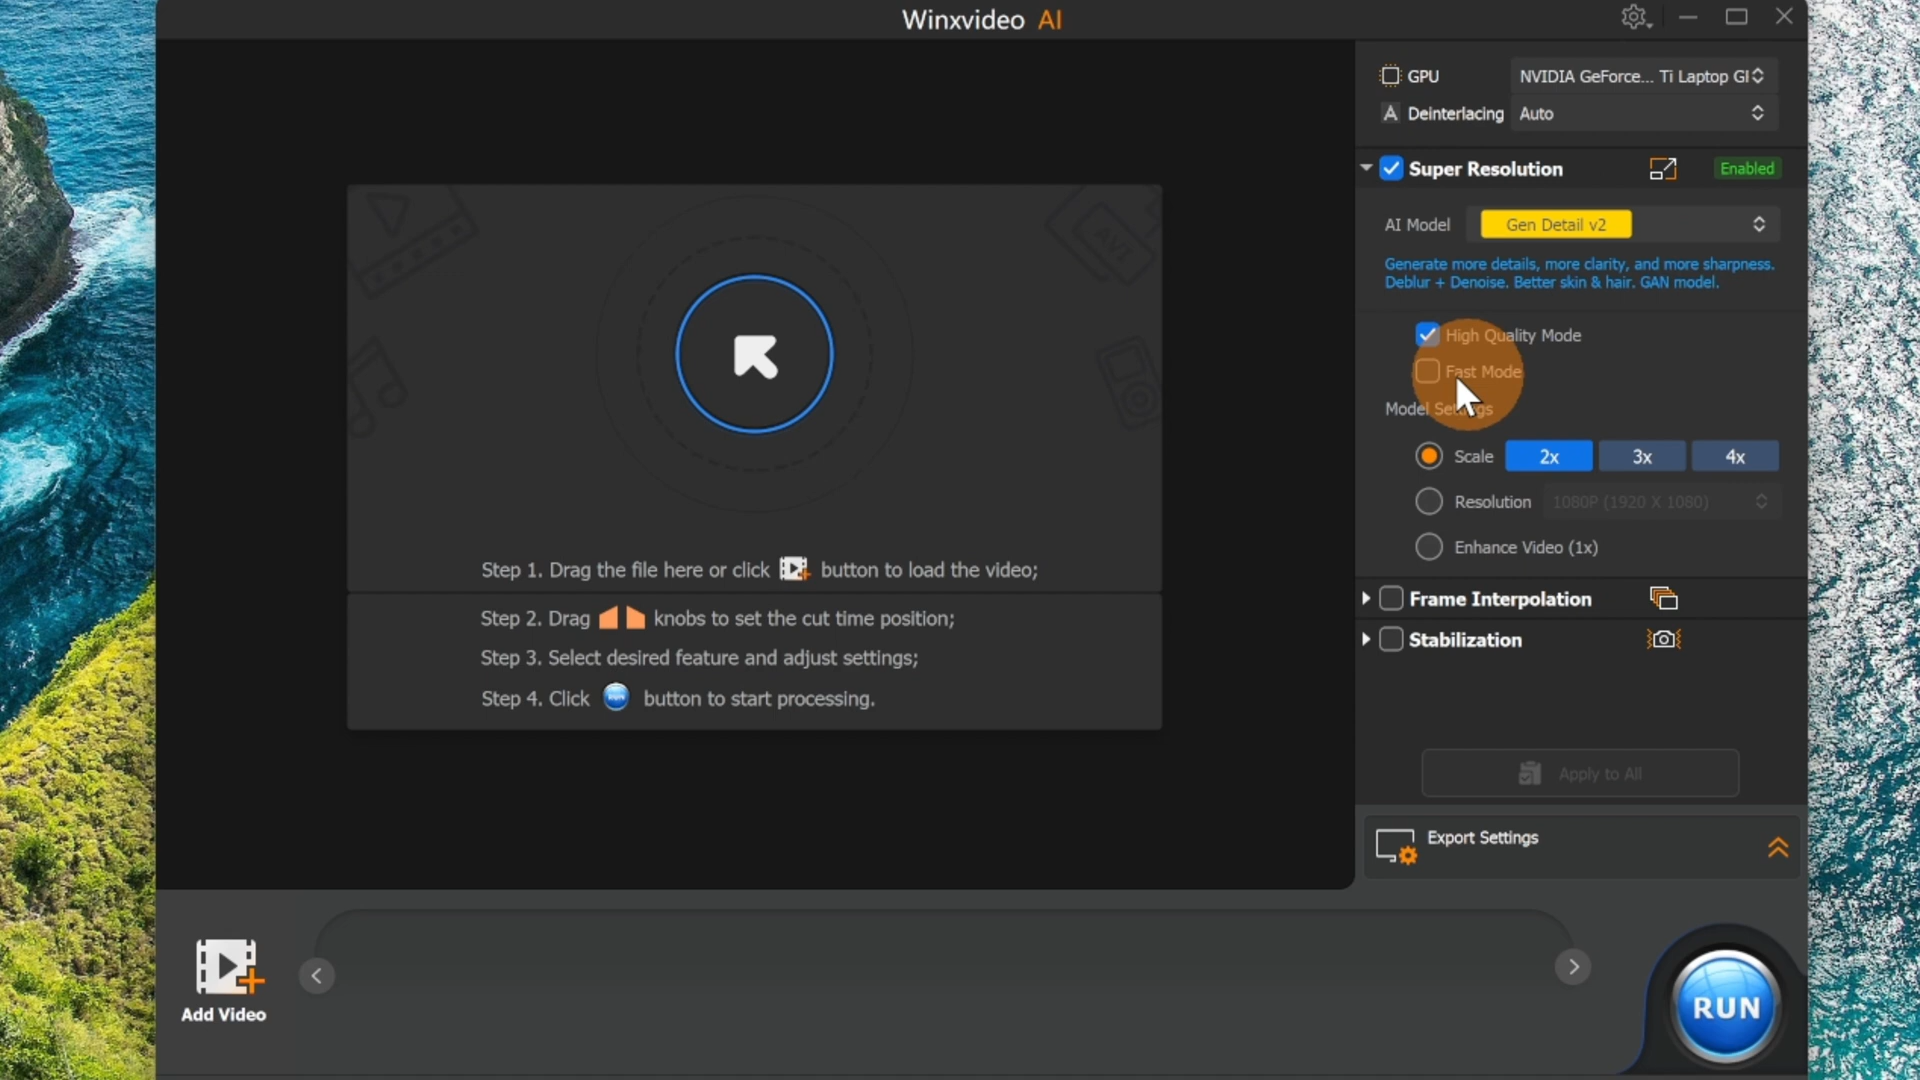 Winxvideo AI
GPU
NVIDIA GeForce... Ti Laptop GI
Deinterlacing
Auto
Super Resolution
Enabled
AI Model
Gen Detail v2
Generate more details, more clarity, and more sharpness.
Deblur + Denoise. Better skin & hair. GAN model.
High Quality Mode
Fast Mode
Model Settings
Scale
2x
3x
4x
Resolution
1080P (1920 X 1080)
Enhance Video (1x)
Frame Interpolation
Stabilization
Apply to All
Export Settings
AVI
Step 1. Drag the file here or click button to load the video;
Step 2. Drag knobs to set the cut time position;
Step 3. Select desired feature and adjust settings;
Step 4. Click RUN button to start processing.
Add Video
RUN